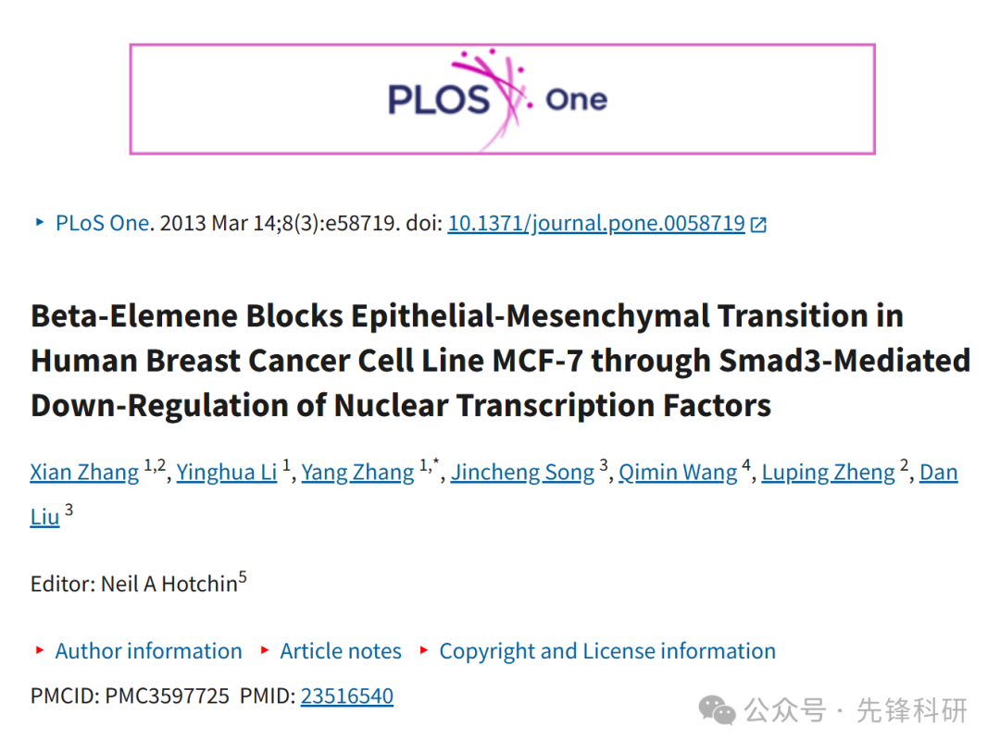 PLOS One
‣ PLoS One. 2013 Mar 14;8(3):e58719. doi: 10.1371/journal.pone.0058719
Beta-Elemene Blocks Epithelial-Mesenchymal Transition in
Human Breast Cancer Cell Line MCF-7 through Smad3-Mediated
Down-Regulation of Nuclear Transcription Factors
Xian Zhang 1,2, Yinghua Li 1, Yang Zhang 1,*, Jincheng Song 3, Qimin Wang 4, Luping Zheng 2, Dan
Liu 3
Editor: Neil A Hotchin5
‣ Author information ‣ Article notes ‣ Copyright and License information
PMCID: PMC3597725 PMID: 23516540
公众号 · 先锋科研